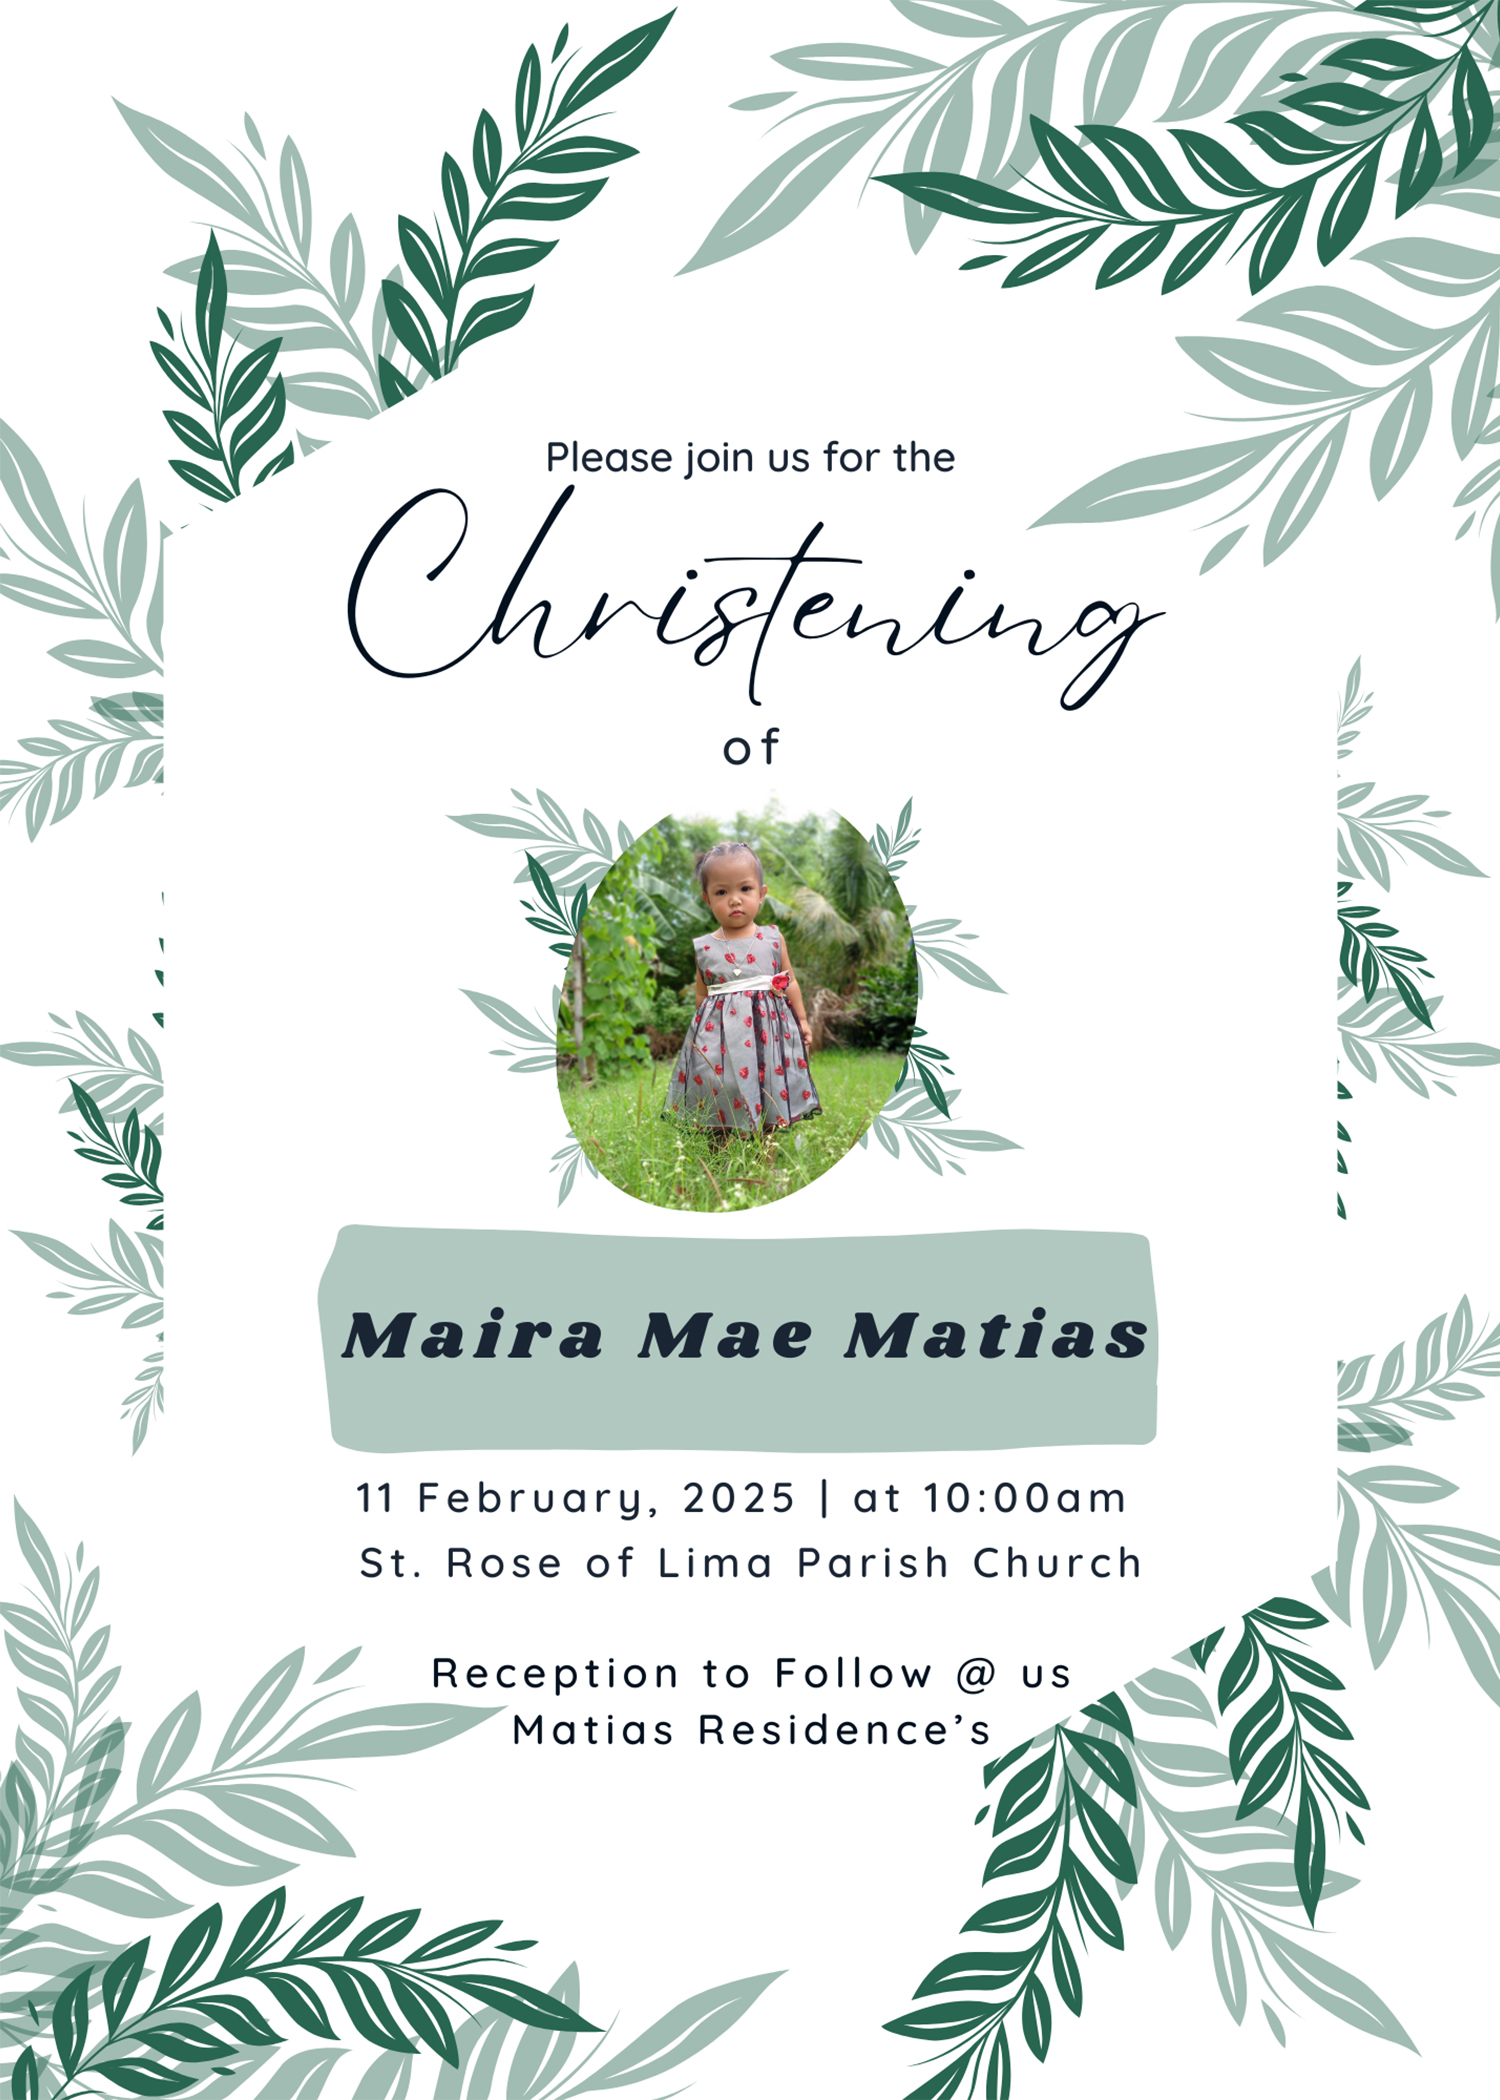 Please join us for the
Christening
of
Maira Mae Matias
11 February, 2025 | at 10:00am
St. Rose of Lima Parish Church
Reception to Follow @ us
Matias Residence’s